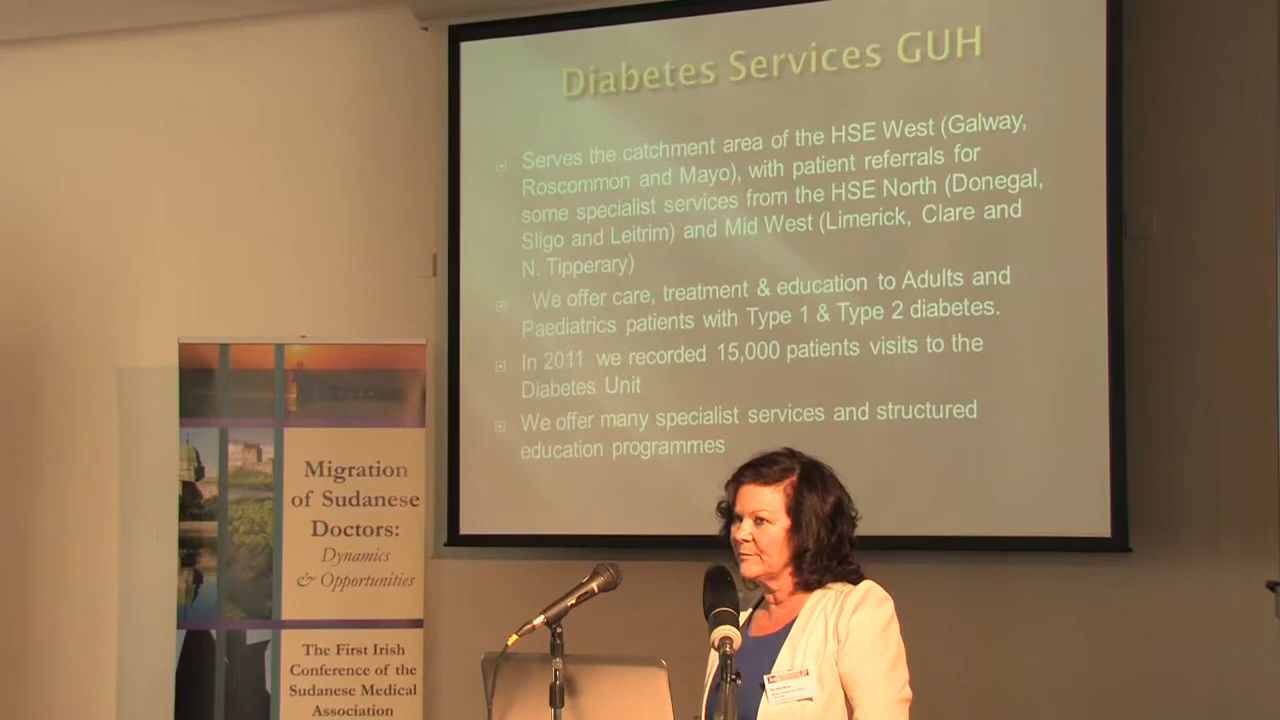 Diabetes Services GUH
Serves the catchment area of the HSE West (Galway,
Roscommon and Mayo), with patient referrals for
some specialist services from the HSE North (Donegal,
Sligo and Leitrim) and Mid West (Limerick, Clare and
N. Tipperary)
We offer care, treatment & education to Adults and
Paediatrics patients with Type 1 & Type 2 diabetes.
In 2011 we recorded 15,000 patients visits to the
Diabetes Unit
We offer many specialist services and structured
education programmes
Migration
of Sudanese
Doctors:
Dynamics
& Opportunities
The First Irish
Conference of the
Sudanese Medical
Association